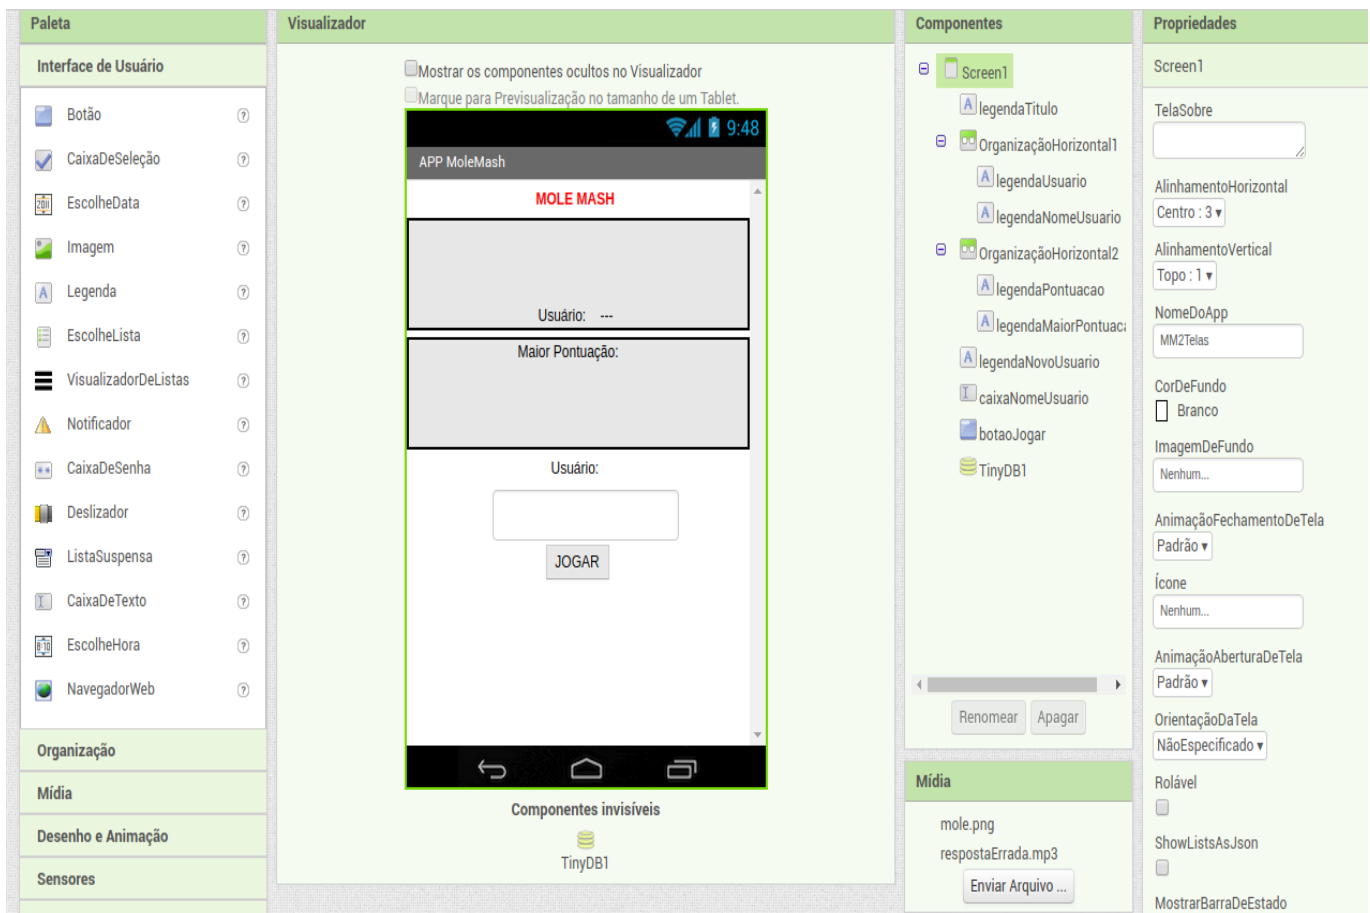 Paleta
Interface de Usuário
Botão ?
CaixaDeSeleção ?
EscolheData ?
Imagem ?
A Legenda ?
EscolheLista ?
VisualizadorDeListas ?
Notificador ?
CaixaDeSenha ?
Deslizador ?
ListaSuspensa ?
CaixaDeTexto ?
EscolheHora ?
NavegadorWeb ?
Organização
Mídia
Desenho e Animação
Sensores
Visualizador
Mostrar os componentes ocultos no Visualizador
Marque para Previsualização no tamanho de um Tablet.
9:48
APP MoleMash
MOLE MASH
Usuário: ---
Maior Pontuação:
Usuário:
JOGAR
Componentes invisíveis
TinyDB1
Componentes
Screen1
A legendaTitulo
OrganizaçãoHorizontal1
A legendaUsuario
A legendaNomeUsuario
OrganizaçãoHorizontal2
A legendaPontuacao
A legendaMaiorPontuac
A legendaNovoUsuario
caixaNomeUsuario
botaoJogar
TinyDB1
Renomear Apagar
Mídia
mole.png
respostaErrada.mp3
Enviar Arquivo ...
Propriedades
Screen1
TelaSobre
AlinhamentoHorizontal
Centro : 3
AlinhamentoVertical
Topo : 1
NomeDoApp
MM2Telas
CorDeFundo
Branco
ImagemDeFundo
Nenhum...
AnimaçãoFechamentoDeTela
Padrão
Ícone
Nenhum...
AnimaçãoAberturaDeTela
Padrão
OrientaçãoDaTela
NãoEspecificado
Rolável
ShowListsAsJson
MostrarBarraDeEstado